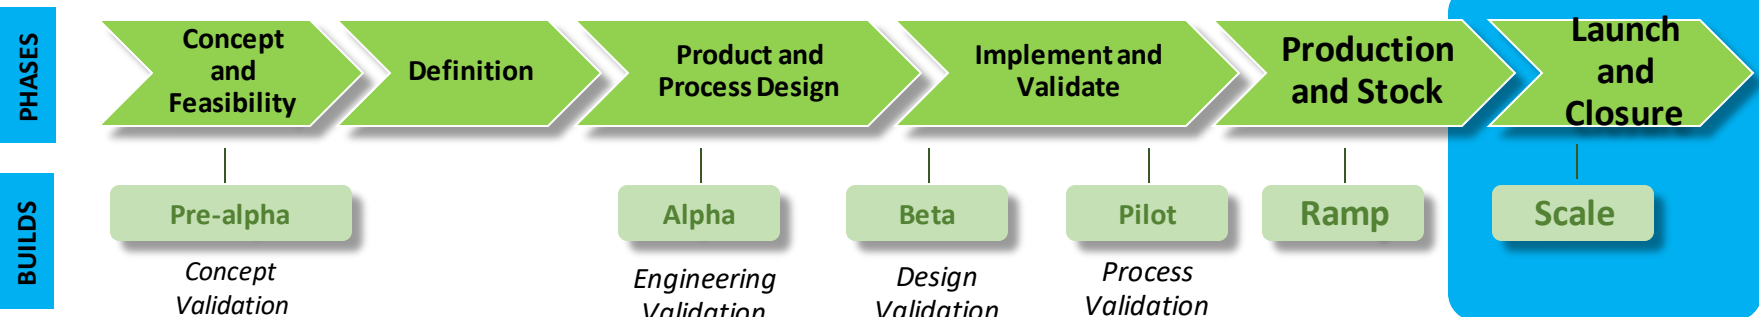 PHASES
Concept
and
Feasibility
Definition
Product and
Process Design
Implement and
Validate
Production
and Stock
Launch
and
Closure
BUILDS
Pre-alpha
Alpha
Beta
Pilot
Ramp
Scale
Concept
Validation
Engineering
Validation
Design
Validation
Process
Validation